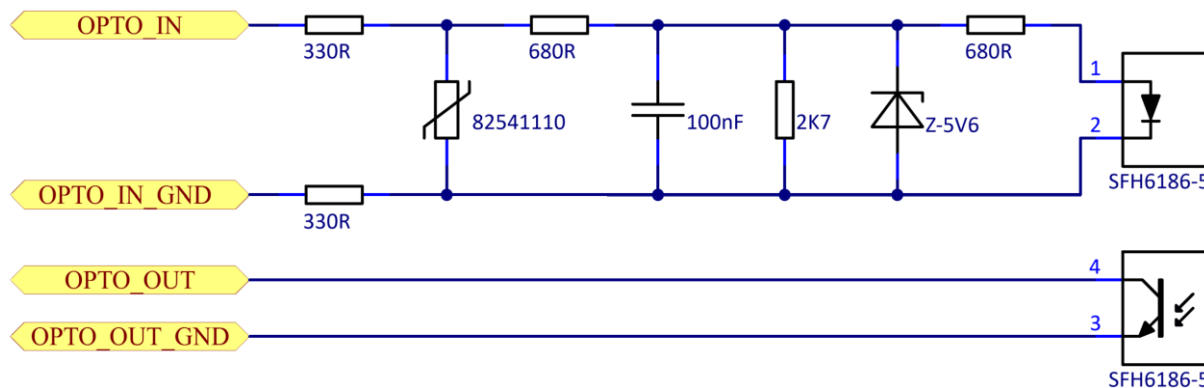 OPTO_IN
330R
680R
680R
1
82541110
100nF
2K7
Z-5V6
2
SFH6186-5
OPTO_IN_GND
330R
OPTO_OUT
4
OPTO_OUT_GND
3
SFH6186-5